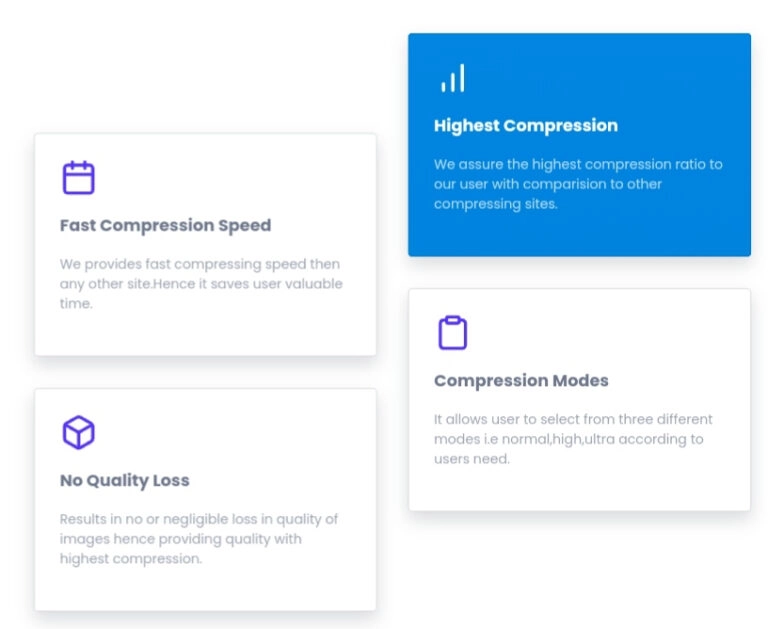 Highest Compression
We assure the highest compression ratio to
our user with comparision to other
compressing sites.
Fast Compression Speed
We provides fast compressing speed then
any other site.Hence it saves user valuable
time.
Compression Modes
It allows user to select from three different
modes i.e normal,high,ultra according to
users need.
No Quality Loss
Results in no or negligible loss in quality of
images hence providing quality with
highest compression.